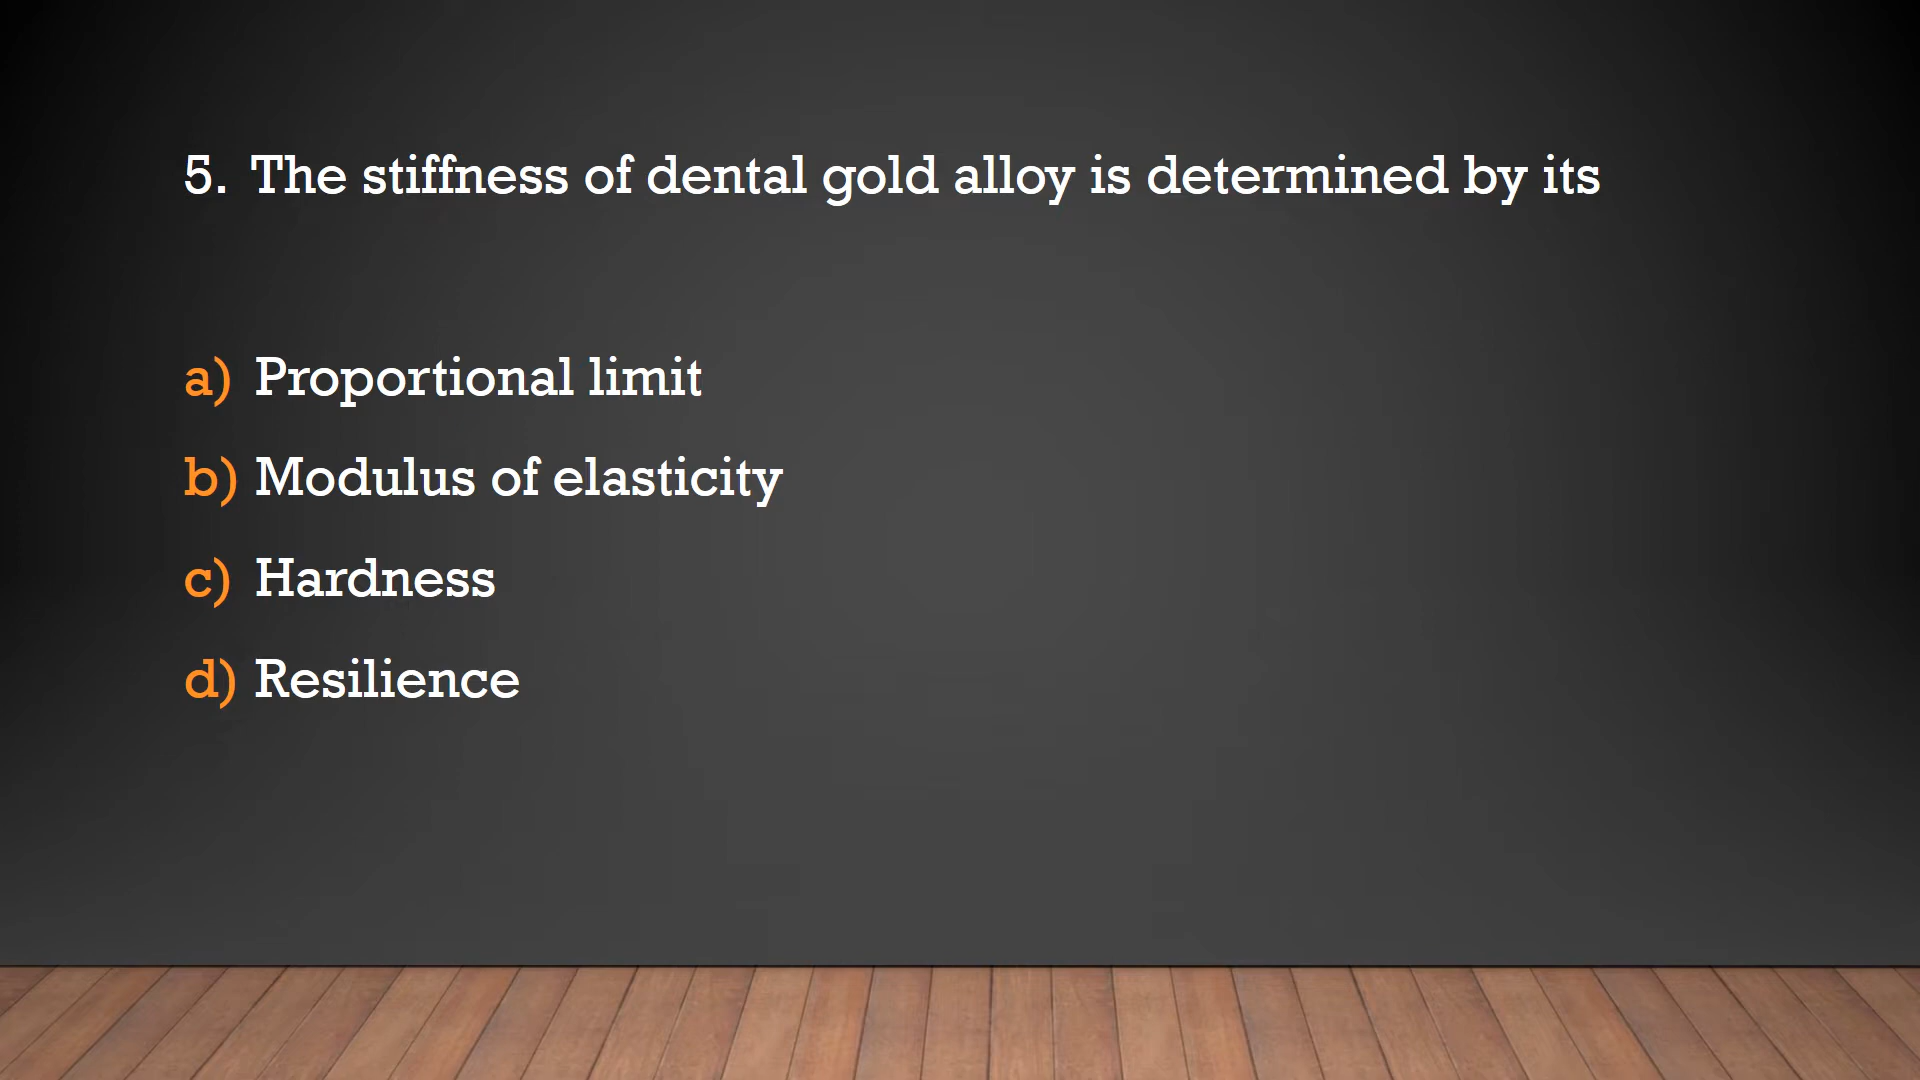 5. The stiffness of dental gold alloy is determined by its
a) Proportional limit
b) Modulus of elasticity
c) Hardness
d) Resilience